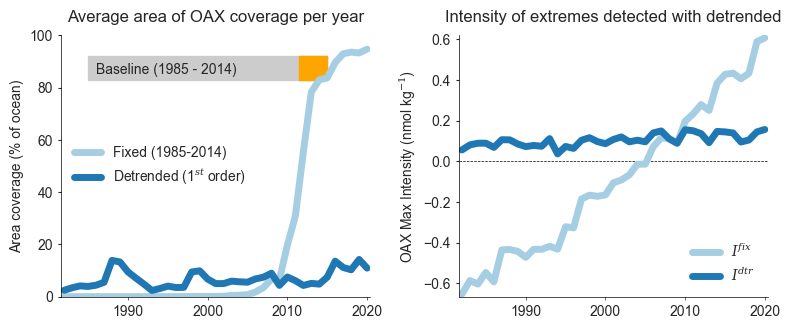 Average area of OAX coverage per year
Area coverage (% of ocean)
100
80
60
40
20
0
Baseline (1985 - 2014)
Fixed (1985-2014)
Detrended (1st order)
1990
2000
2010
2020
Intensity of extremes detected with detrended
OAX Max Intensity (nmol kg−1)
0.6
0.4
0.2
0.0
−0.2
−0.4
−0.6
Ifix
Idtr
1990
2000
2010
2020